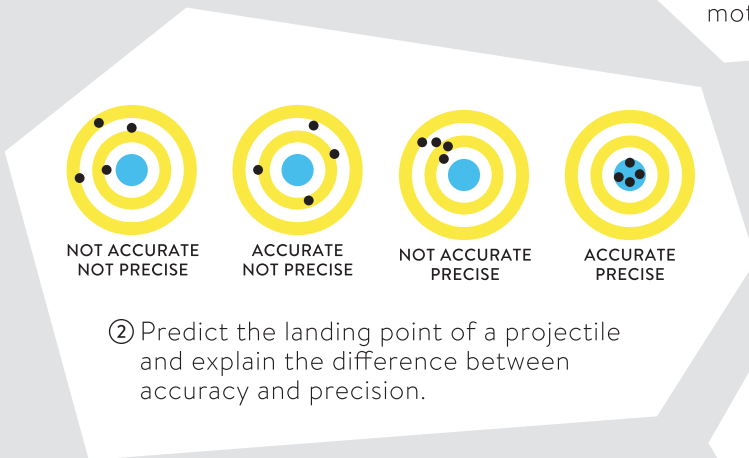 mot
NOT ACCURATE
NOT PRECISE
ACCURATE
NOT PRECISE
NOT ACCURATE
PRECISE
ACCURATE
PRECISE
② Predict the landing point of a projectile
and explain the difference between
accuracy and precision.